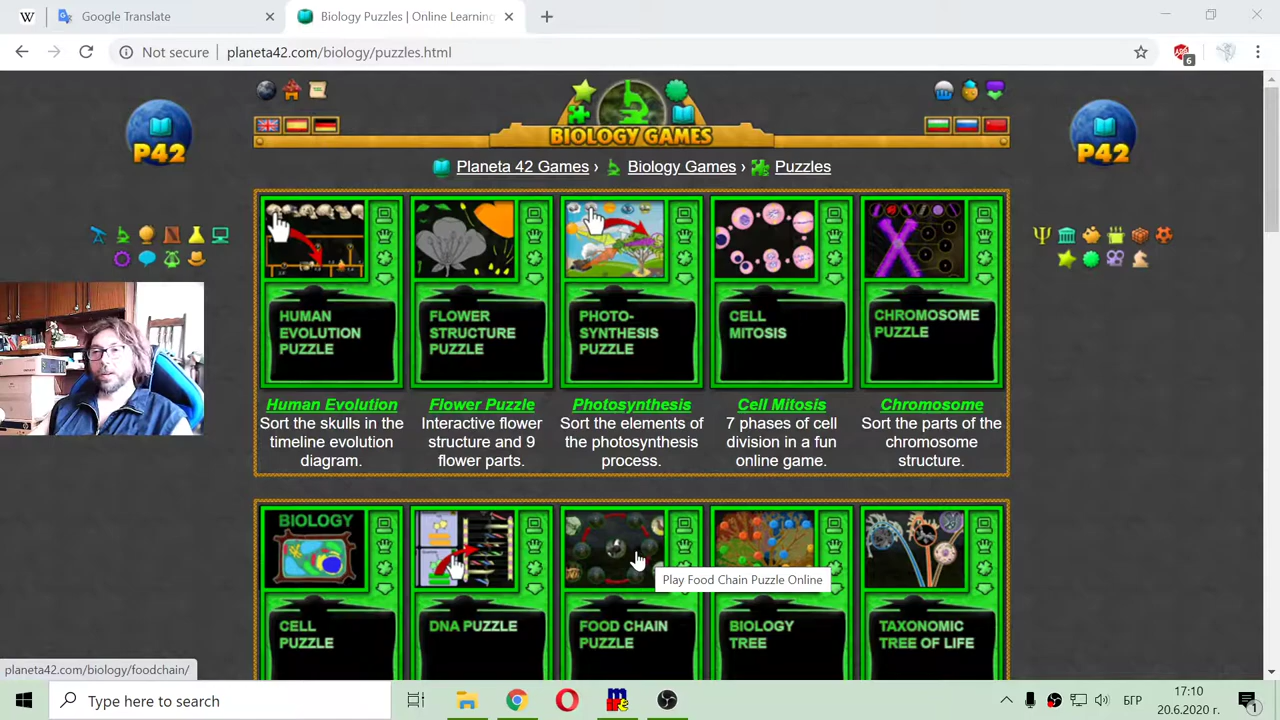 W Google Translate × Biology Puzzles | Online Learning × +
Not secure | planeta42.com/biology/puzzles.html
6
BIOLOGY GAMES
P42
P42
Planeta 42 Games › Biology Games › Puzzles
HUMAN EVOLUTION PUZZLE
FLOWER STRUCTURE PUZZLE
PHOTO-SYNTHESIS PUZZLE
CELL MITOSIS
CHROMOSOME PUZZLE
Human Evolution
Sort the skulls in the
timeline evolution
diagram.
Flower Puzzle
Interactive flower
structure and 9
flower parts.
Photosynthesis
Sort the elements of
the photosynthesis
process.
Cell Mitosis
7 phases of cell
division in a fun
online game.
Chromosome
Sort the parts of the
chromosome
structure.
BIOLOGY
Play Food Chain Puzzle Online
CELL PUZZLE
DNA PUZZLE
FOOD CHAIN PUZZLE
BIOLOGY TREE
TAXONOMIC TREE OF LIFE
planeta42.com/biology/foodchain/
Type here to search
БГР
17:10
20.6.2020 г.
1